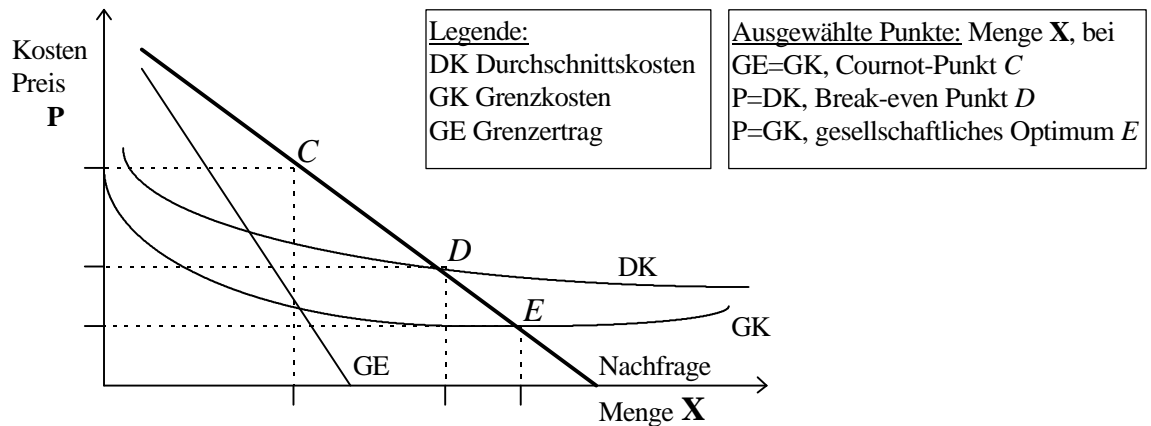 Kosten
Preis
P
Legende:
DK Durchschnittskosten
GK Grenzkosten
GE Grenzertrag
Ausgewählte Punkte: Menge X, bei
GE=GK, Cournot-Punkt C
P=DK, Break-even Punkt D
P=GK, gesellschaftliches Optimum E
C
D
DK
E
GK
GE
Nachfrage
Menge X